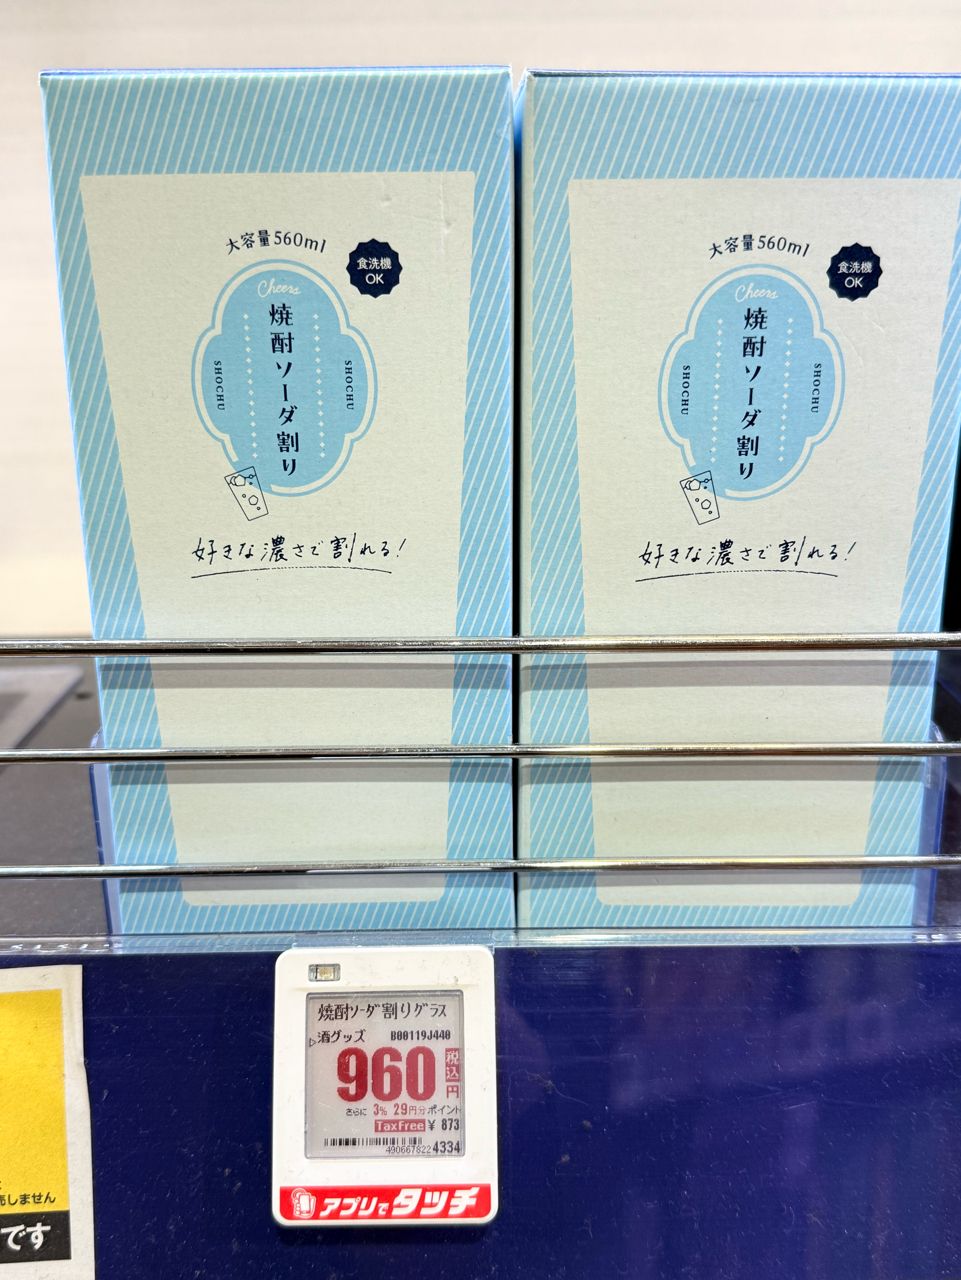 大容量560ml
食洗機
OK
Cheers
焼酎ソーダ割り
SHOCHU
SHOCHU
好きな濃さで割れる!
大容量560ml
食洗機
OK
Cheers
焼酎ソーダ割り
SHOCHU
SHOCHU
好きな濃さで割れる!
焼酎ソーダ割りグラス
酒グッズ B00119J440
960 税込円
さらに 3% 29円分ポイント
TaxFree ¥ 873
4906678224334
アプリでタッチ
売しません
です